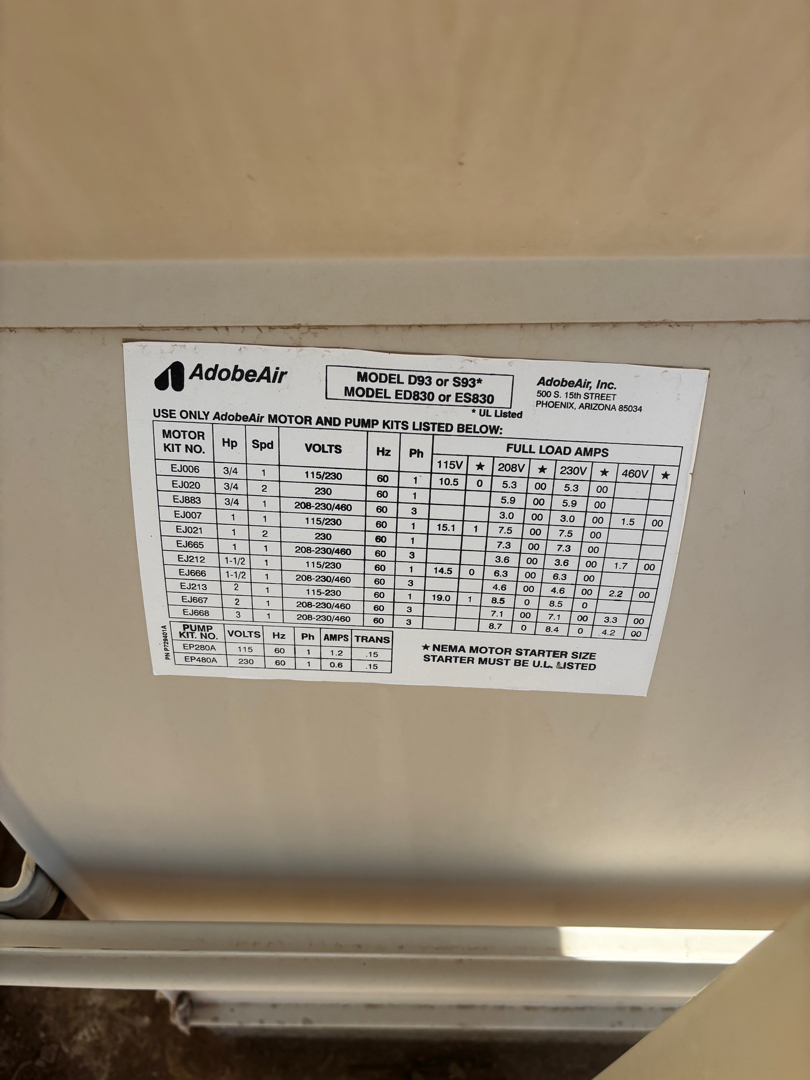 AdobeAir
MODEL D93 or S93*
MODEL ED830 or ES830
* UL Listed
AdobeAir, Inc.
500 S. 15th STREET
PHOENIX, ARIZONA 85034
USE ONLY AdobeAir MOTOR AND PUMP KITS LISTED BELOW:
MOTOR KIT NO. Hp Spd VOLTS Hz Ph FULL LOAD AMPS
115V ★ 208V ★ 230V ★ 460V ★
EJ006 3/4 1 115/230 60 1 10.5 0 5.3 00 5.3 00
EJ020 3/4 2 230 60 1 5.9 00 5.9 00
EJ883 3/4 1 208-230/460 60 3 3.0 00 3.0 00 1.5 00
EJ007 1 1 115/230 60 1 15.1 1 7.5 00 7.5 00
EJ021 1 2 230 60 1 7.3 00 7.3 00
EJ665 1 1 208-230/460 60 3 3.6 00 3.6 00 1.7 00
EJ212 1-1/2 1 115/230 60 1 14.5 0 6.3 00 6.3 00
EJ666 1-1/2 1 208-230/460 60 3 4.6 00 4.6 00 2.2 00
EJ213 2 1 115-230 60 1 19.0 1 8.5 0 8.5 0
EJ667 2 1 208-230/460 60 3 7.1 00 7.1 00 3.3 00
EJ668 3 1 208-230/460 60 3 8.7 0 8.4 0 4.2 00
PUMP KIT. NO. VOLTS Hz Ph AMPS TRANS
EP280A 115 60 1 1.2 .15
EP480A 230 60 1 0.6 .15
★ NEMA MOTOR STARTER SIZE
STARTER MUST BE U.L. LISTED